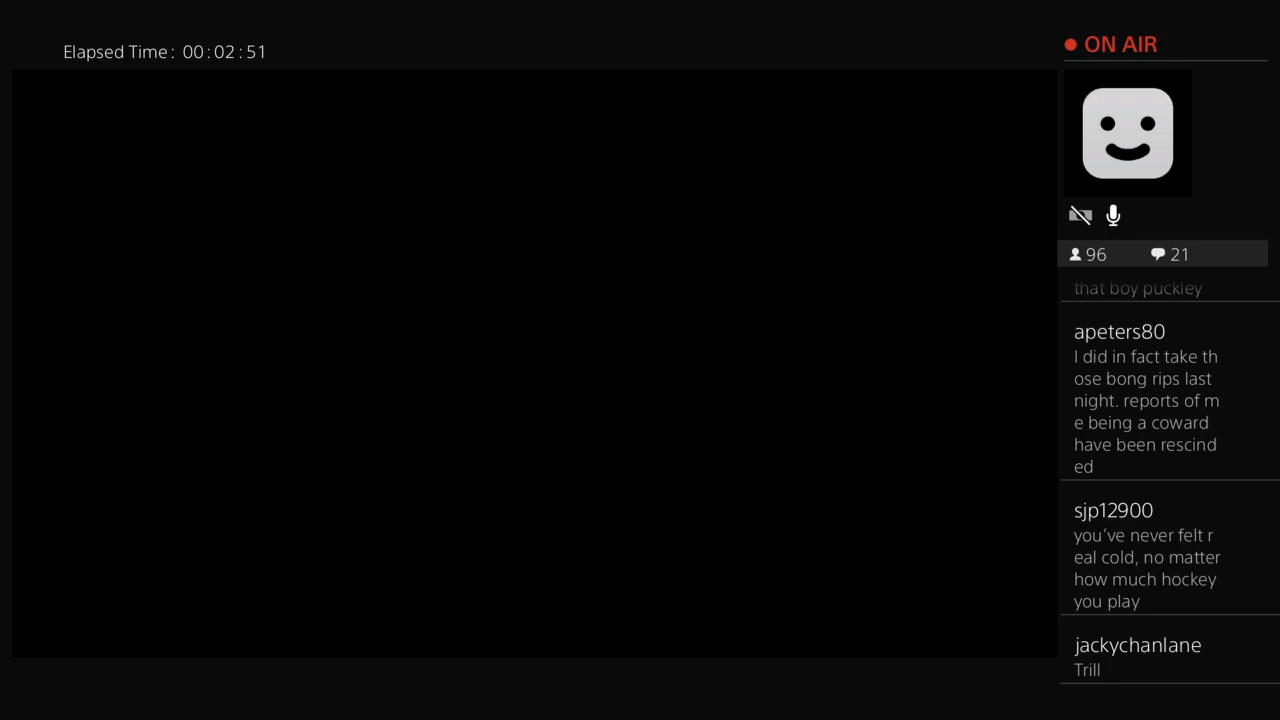 Elapsed Time: 00:02:51
ON AIR
96 21
that boy puckley
apeters80
I did in fact take th
ose bong rips last
night. reports of m
e being a coward
have been rescind
ed
sjp12900
you've never felt r
eal cold, no matter
how much hockey
you play
jackychanlane
Trill